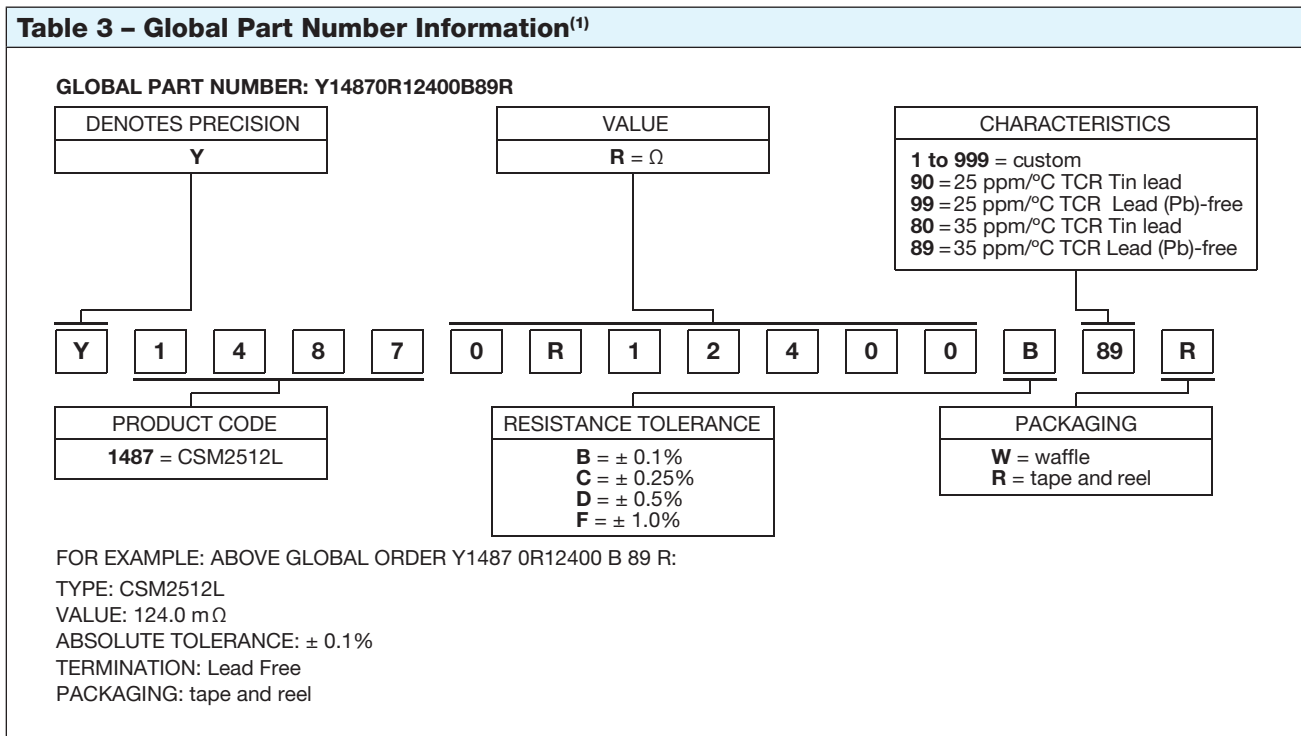 Table 3 – Global Part Number Information(1)
GLOBAL PART NUMBER: Y14870R12400B89R
DENOTES PRECISION
Y
VALUE
R = Ω
CHARACTERISTICS
1 to 999 = custom
90 = 25 ppm/ºC TCR Tin lead
99 = 25 ppm/ºC TCR Lead (Pb)-free
80 = 35 ppm/ºC TCR Tin lead
89 = 35 ppm/ºC TCR Lead (Pb)-free
Y 1 4 8 7 0 R 1 2 4 0 0 B 89 R
PRODUCT CODE
1487 = CSM2512L
RESISTANCE TOLERANCE
B = ± 0.1%
C = ± 0.25%
D = ± 0.5%
F = ± 1.0%
PACKAGING
W = waffle
R = tape and reel
FOR EXAMPLE: ABOVE GLOBAL ORDER Y1487 0R12400 B 89 R:
TYPE: CSM2512L
VALUE: 124.0 mΩ
ABSOLUTE TOLERANCE: ± 0.1%
TERMINATION: Lead Free
PACKAGING: tape and reel